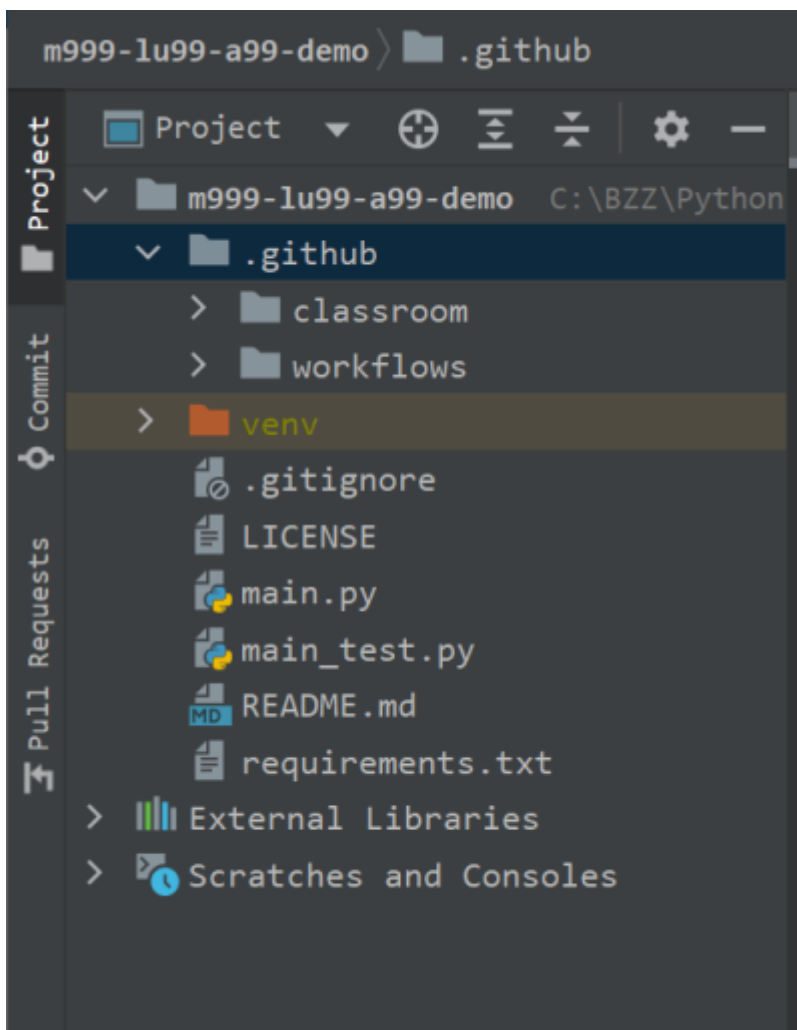 m999-lu99-a99-demo .github
Project
m999-lu99-a99-demo C:\BZZ\Python
.github
classroom
workflows
venv
.gitignore
LICENSE
main.py
main_test.py
MD README.md
requirements.txt
External Libraries
Scratches and Consoles
Project
Commit
Pull Requests